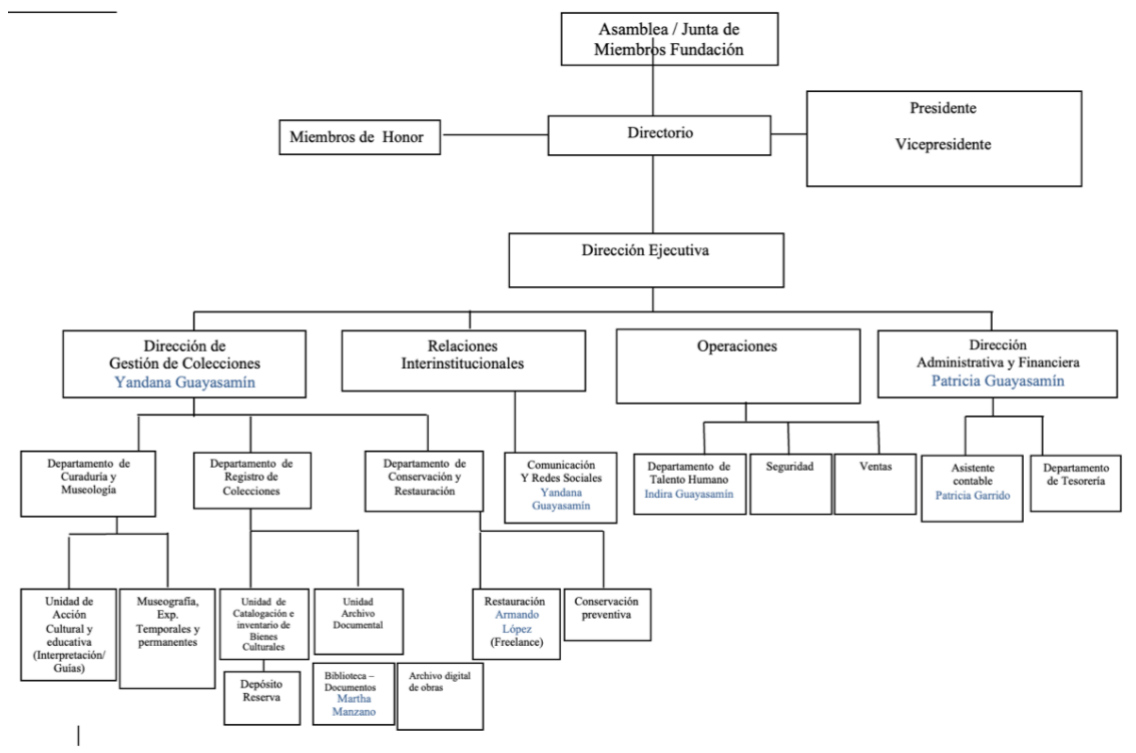 Asamblea / Junta de
Miembros Fundación
Miembros de Honor
Directorio
Presidente
Vicepresidente
Dirección Ejecutiva
Dirección de
Gestión de Colecciones
Yandana Guayasamín
Relaciones
Interinstitucionales
Operaciones
Dirección
Administrativa y Financiera
Patricia Guayasamín
Departamento de
Curaduría y
Museología
Departamento de
Registro de
Colecciones
Departamento de
Conservación y
Restauración
Comunicación
Y Redes Sociales
Yandana
Guayasamín
Departamento de
Talento Humano
Indira Guayasamín
Seguridad
Ventas
Asistente
contable
Patricia Garrido
Departamento
de Tesorería
Unidad de
Acción
Cultural y
educativa
(Interpretación/
Guías)
Museografía,
Exp.
Temporales y
permanentes
Unidad de
Catalogación e
inventario de
Bienes
Culturales
Unidad
Archivo
Documental
Restauración
Armando
López
(Freelance)
Conservación
preventiva
Depósito
Reserva
Biblioteca –
Documentos
Martha
Manzano
Archivo digital
de obras